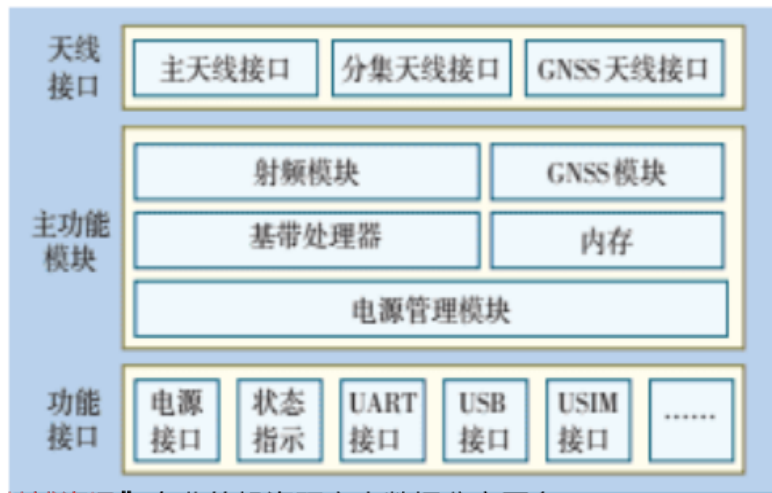 天线
接口
主天线接口
分集天线接口
GNSS天线接口
主功能
模块
射频模块
GNSS模块
基带处理器
内存
电源管理模块
功能
接口
电源
接口
状态
指示
UART
接口
USB
接口
USIM
接口
……